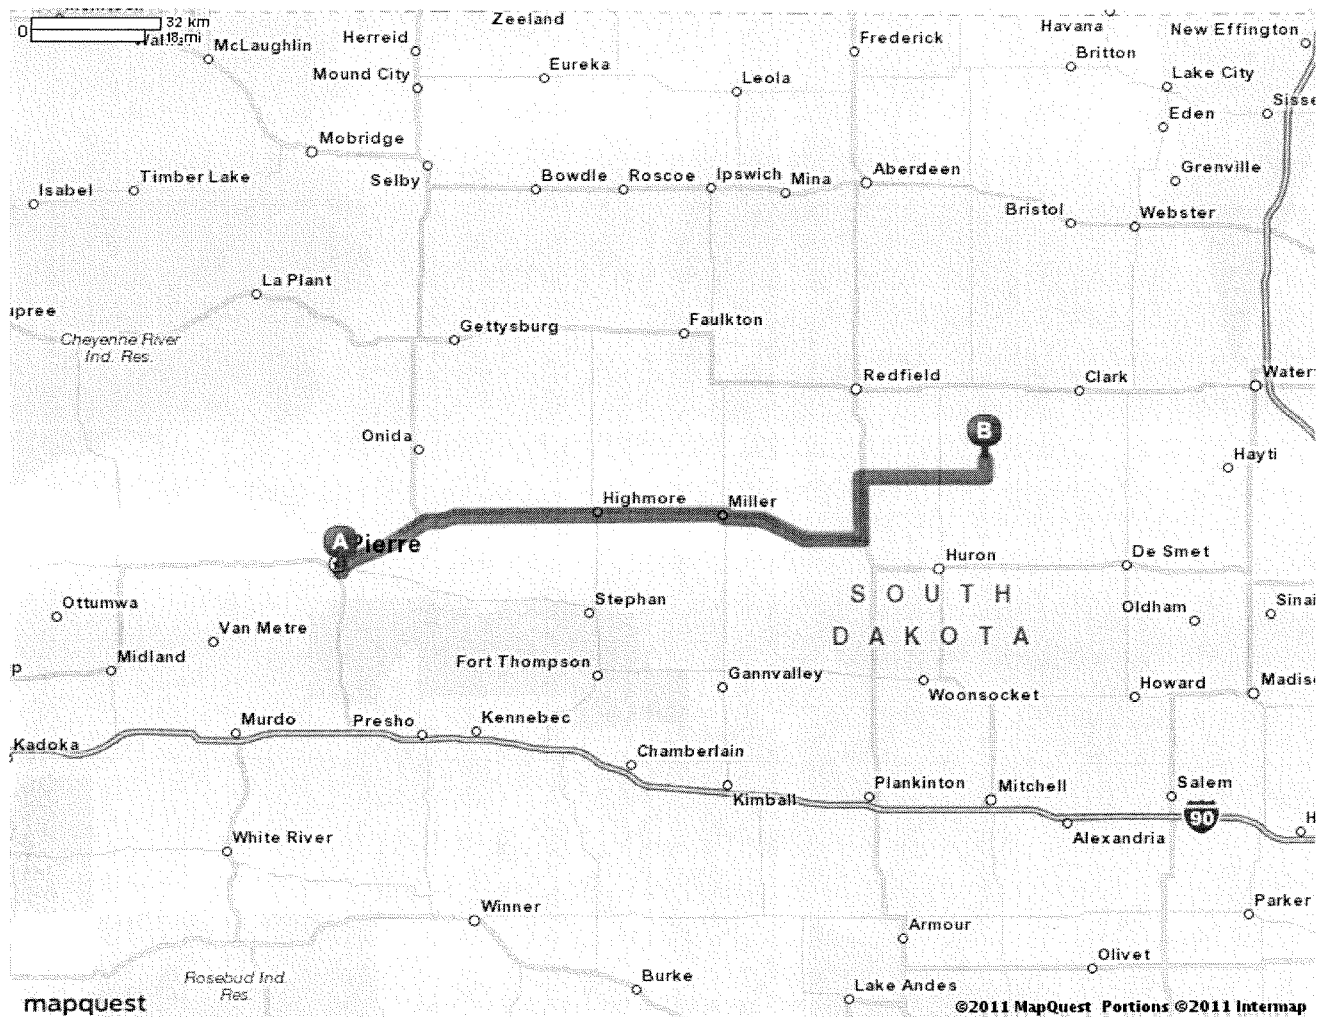 32 km
0
18 mi
Zeeland
Havana
New Effington
McLaughlin
Herreid
Frederick
Britton
Mound City
Eureka
Leola
Lake City
Eden
Mobridge
Isabel
Timber Lake
Selby
Bowdle
Roscoe
Ipswich
Mina
Aberdeen
Grenville
Bristol
Webster
La Plant
Gettysburg
Faulkton
Cheyenne River
Ind. Res.
Redfield
Clark
Onida
B
Hayti
Highmore
Miller
A
Pierre
Huron
De Smet
SOUTH
DAKOTA
Ottumwa
Van Metre
Stephan
Oldham
Midland
Fort Thompson
Gannvalley
Woonsocket
Howard
Murdo
Presho
Kennebec
Kadoka
Chamberlain
Kimball
Plankinton
Mitchell
Salem
90
Alexandria
White River
Winner
Armour
Parker
Olivet
Rosebud Ind.
Res.
Burke
Lake Andes
mapquest
©2011 MapQuest Portions ©2011 Intermap